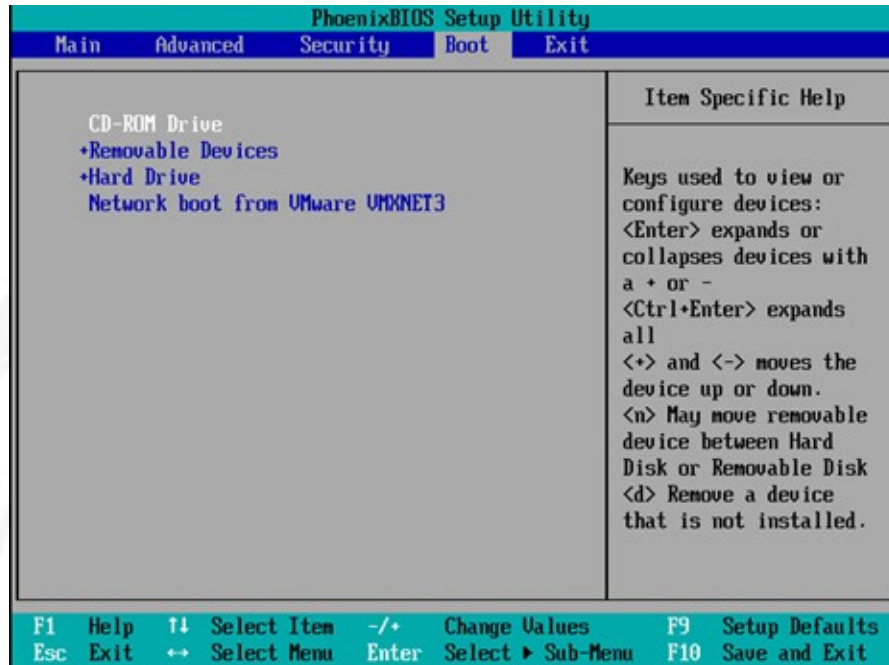 PhoenixBIOS Setup Utility
Main Advanced Security Boot Exit
CD-ROM Drive
+Removable Devices
+Hard Drive
Network boot from VMware VMXNET3
Item Specific Help
Keys used to view or
configure devices:
<Enter> expands or
collapses devices with
a + or -
<Ctrl+Enter> expands
all
<+> and <-> moves the
device up or down.
<n> May move removable
device between Hard
Disk or Removable Disk
<d> Remove a device
that is not installed.
F1 Help ↑↓ Select Item -/+ Change Values F9 Setup Defaults
Esc Exit ↔ Select Menu Enter Select ▶ Sub-Menu F10 Save and Exit